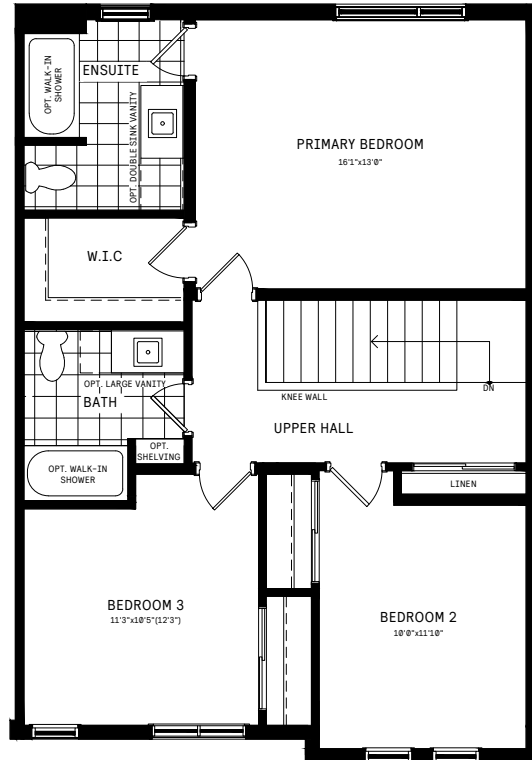 OPT. WALK-IN
SHOWER
ENSUITE
OPT. DOUBLE SINK VANITY
PRIMARY BEDROOM
16'1"x13'0"
W.I.C
OPT. LARGE VANITY
BATH
OPT.
SHELVING
OPT. WALK-IN
SHOWER
KNEE WALL
DN
UPPER HALL
LINEN
BEDROOM 3
11'3"x10'5"(12'3")
BEDROOM 2
10'0"x11'10"